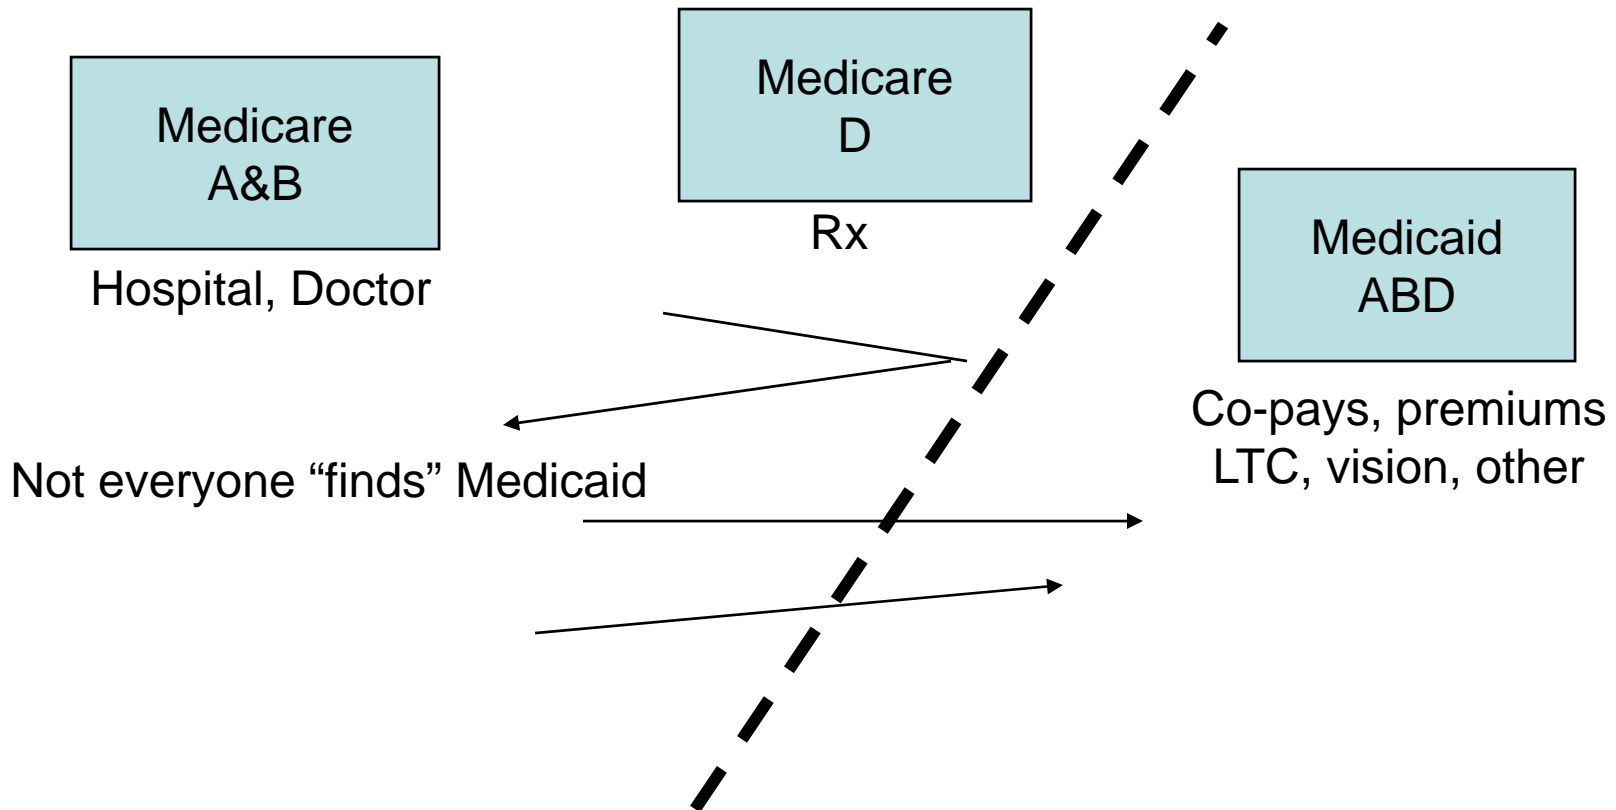 Medicare
A&B
Hospital, Doctor
Medicare
D
Rx
Medicaid
ABD
Co-pays, premiums
LTC, vision, other
Not everyone “finds” Medicaid